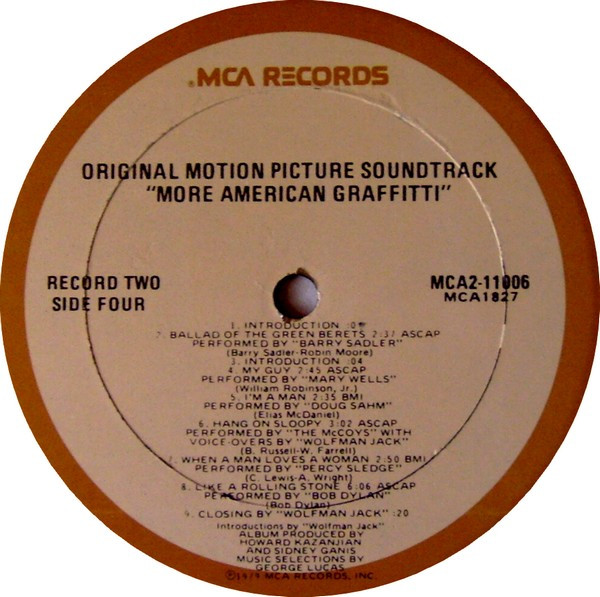 MCA RECORDS
ORIGINAL MOTION PICTURE SOUNDTRACK
"MORE AMERICAN GRAFFITTI"
RECORD TWO
SIDE FOUR
MCA2-11006
MCA1827
1. INTRODUCTION
2. BALLAD OF THE GREEN BERETS 2:37 ASCAP
PERFORMED BY "BARRY SADLER"
(Barry Sadler-Robin Moore)
3. INTRODUCTION :04
4. MY GUY 2:45 ASCAP
PERFORMED BY "MARY WELLS"
(William Robinson, Jr.)
5. I'M A MAN 2:35 BMI
PERFORMED BY "DOUG SAHM"
(Elias McDaniel)
6. HANG ON SLOOPY 3:02 ASCAP
PERFORMED BY "THE McCOYS" WITH
VOICE-OVERS BY "WOLFMAN JACK"
(B. Russell-W. Farrell)
7. WHEN A MAN LOVES A WOMAN 2:50 BMI
PERFORMED BY "PERCY SLEDGE"
(C. Lewis-A. Wright)
8. LIKE A ROLLING STONE 6:06 ASCAP
PERFORMED BY "BOB DYLAN"
(Bob Dylan)
9. CLOSING BY "WOLFMAN JACK" :20
Introductions by "Wolfman Jack"
ALBUM PRODUCED BY
HOWARD KAZANJIAN
AND SIDNEY GANIS
MUSIC SELECTIONS BY
GEORGE LUCAS
Ⓟ1979 MCA RECORDS, INC.